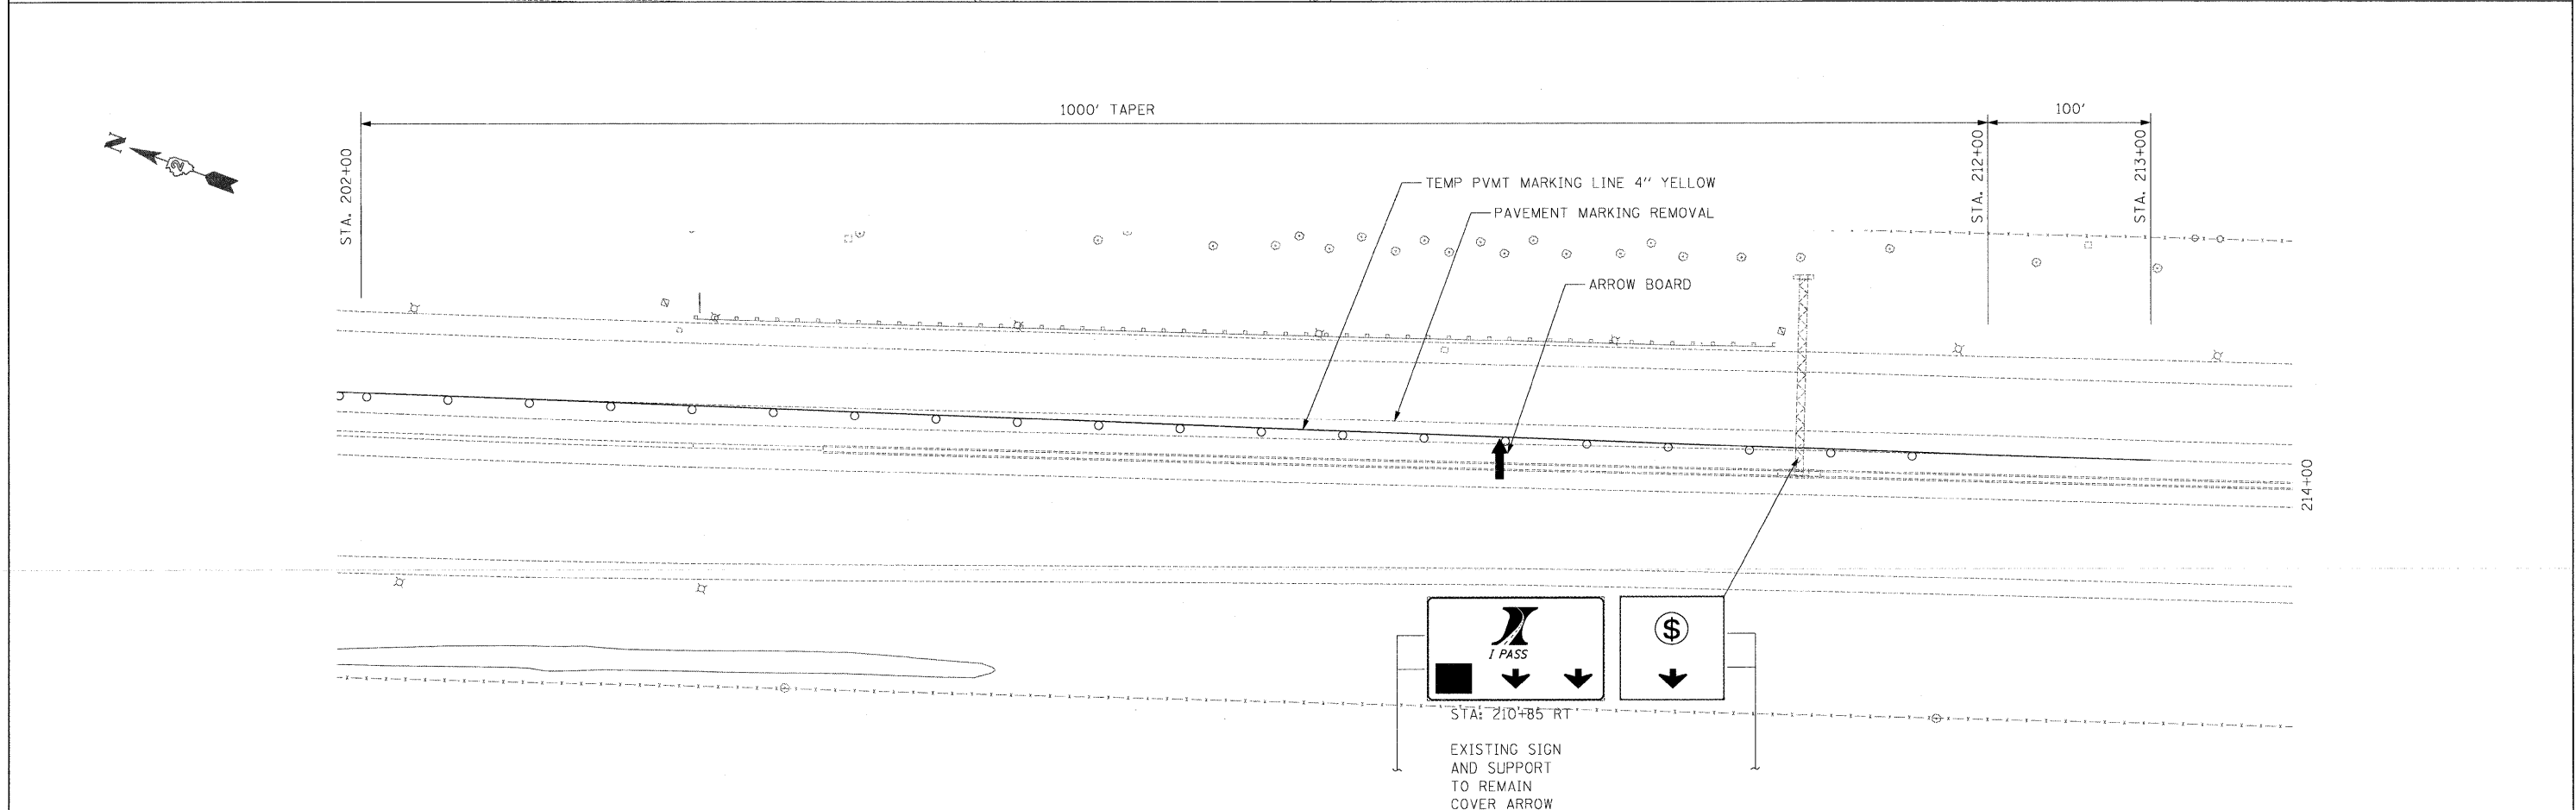 1000' TAPER
100'
N
2
STA. 202+00
STA. 212+00
STA. 213+00
TEMP PVMT MARKING LINE 4" YELLOW
PAVEMENT MARKING REMOVAL
ARROW BOARD
214+00
I PASS
$
STA: 210+85 RT
EXISTING SIGN
AND SUPPORT
TO REMAIN
COVER ARROW